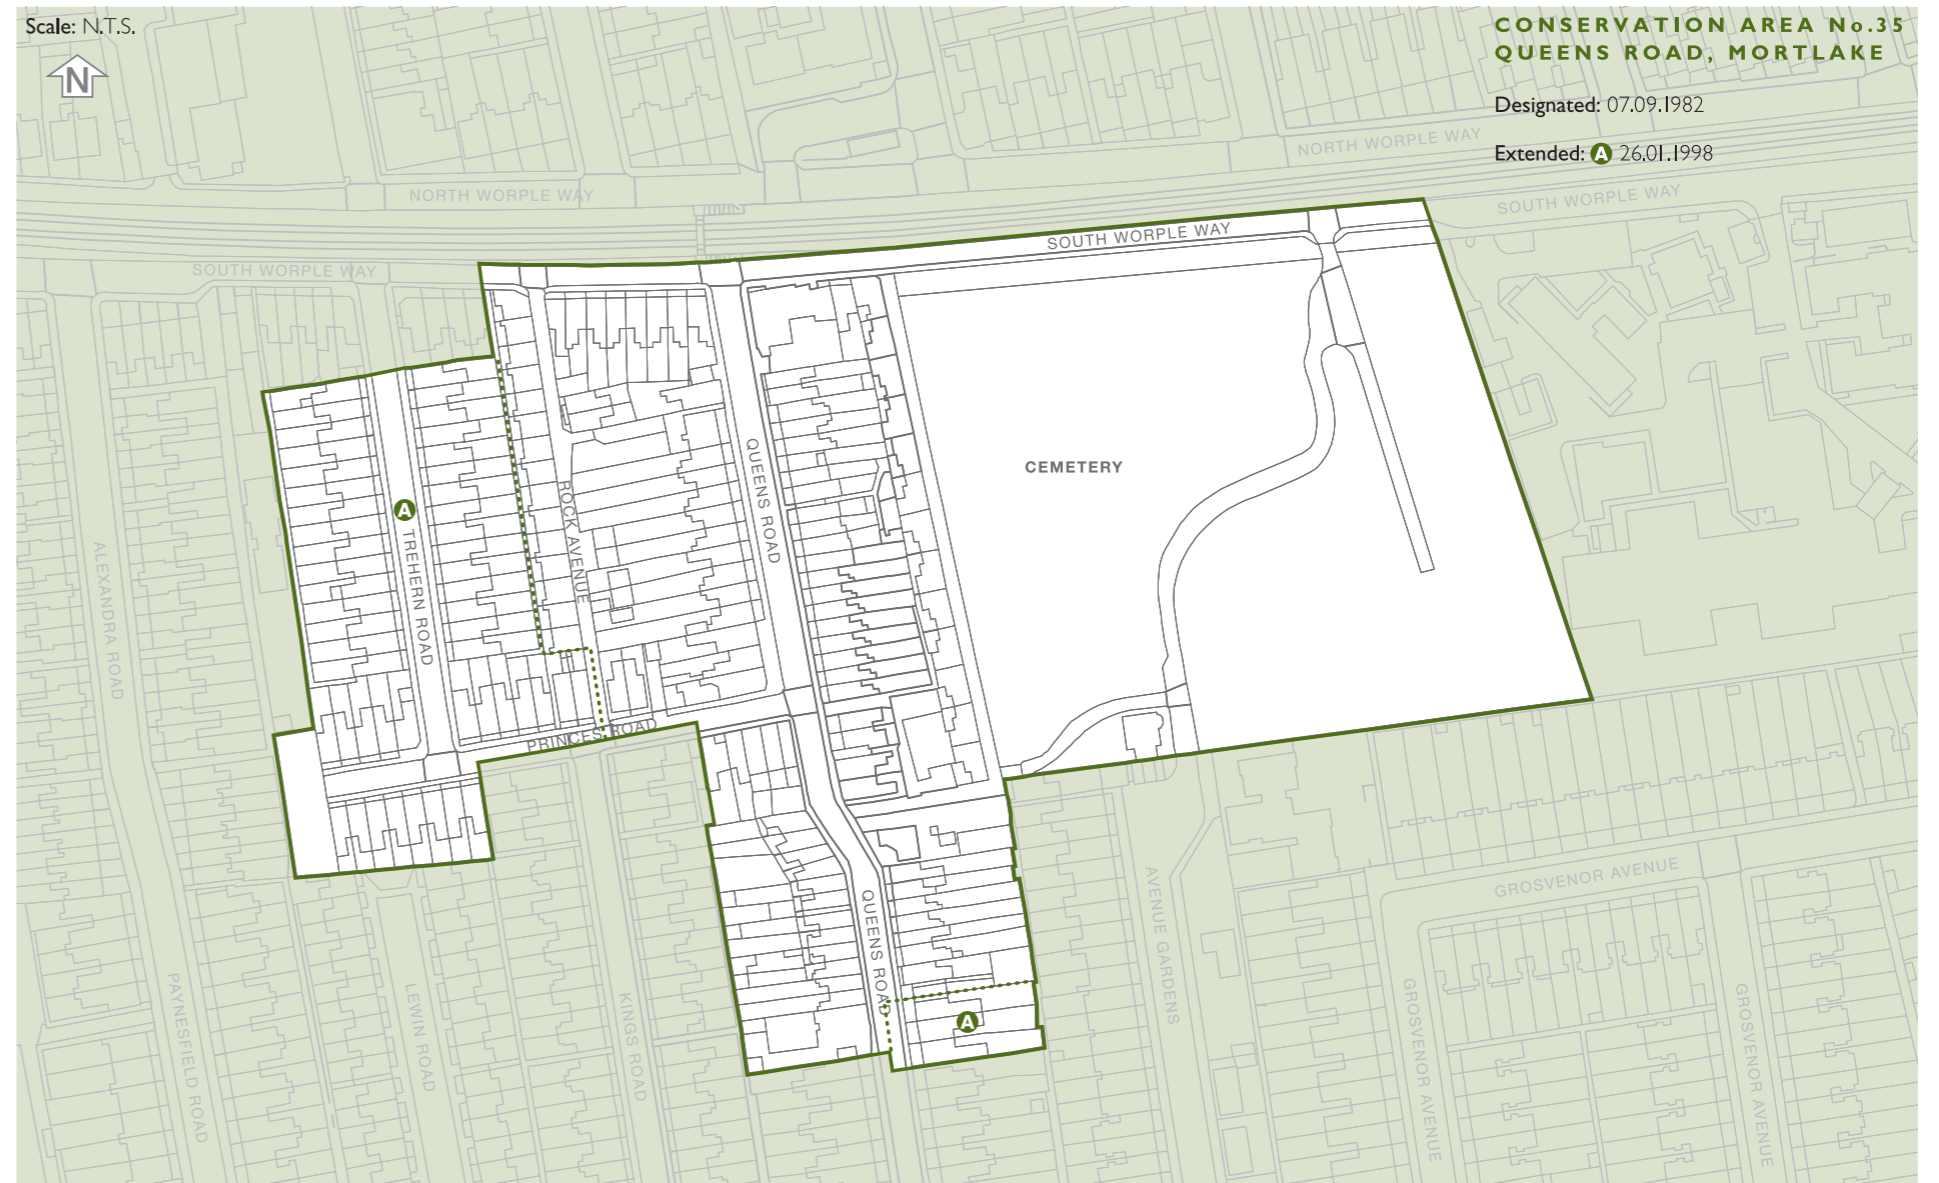 Scale: N.T.S.
N
CONSERVATION AREA No.35
QUEENS ROAD, MORTLAKE
Designated: 07.09.1982
Extended: A 26.01.1998
NORTH WORPLE WAY
NORTH WORPLE WAY
SOUTH WORPLE WAY
SOUTH WORPLE WAY
SOUTH WORPLE WAY
CEMETERY
QUEENS ROAD
ROCK AVENUE
A
TREHERN ROAD
ALEXANDRA ROAD
PRINCES ROAD
QUEENS ROAD
A
AVENUE GARDENS
GROSVENOR AVENUE
GROSVENOR AVENUE
GROSVENOR AVENUE
PAYNESFIELD ROAD
LEWIN ROAD
KINGS ROAD